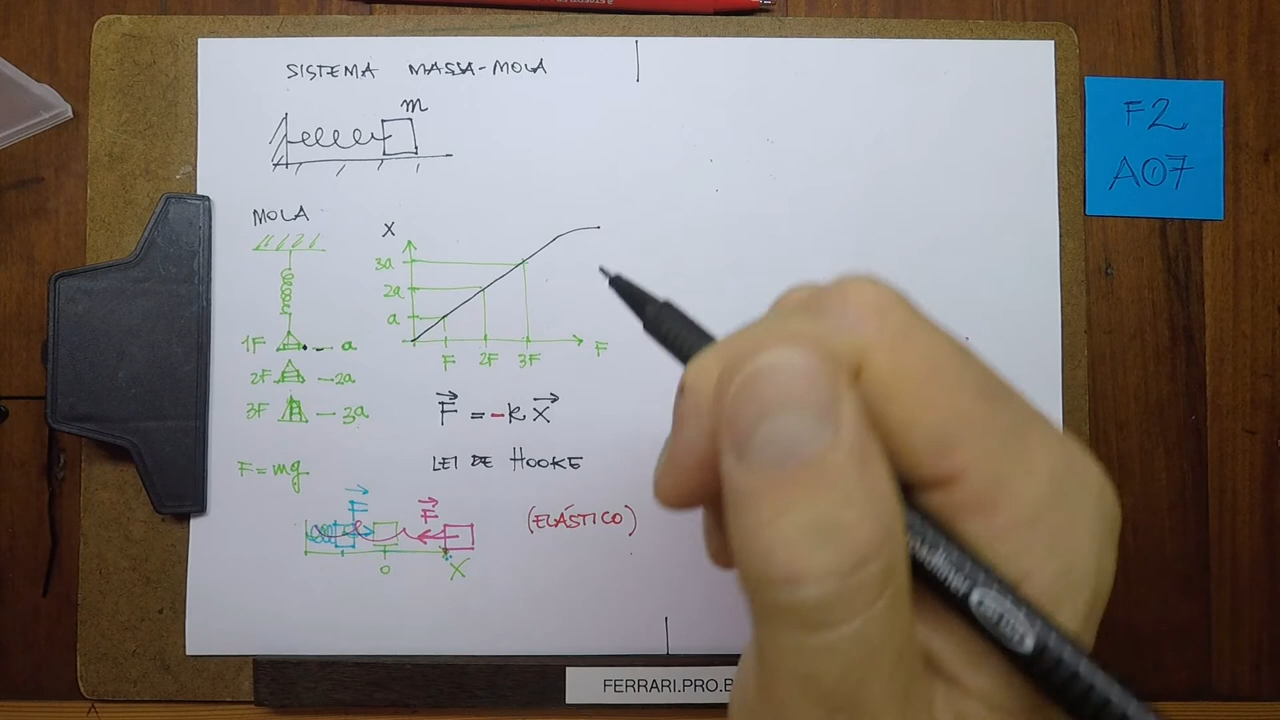 SISTEMA MASSA-MOLA
m
F2
A07
MOLA
X
3a
2a
a
F 2F 3F F
1F a
2F 2a
3F 3a
F = -k X
LEI DE HOOKE
F = mg
F F
(ELÁSTICO)
0 X
FERRARI.PRO.B